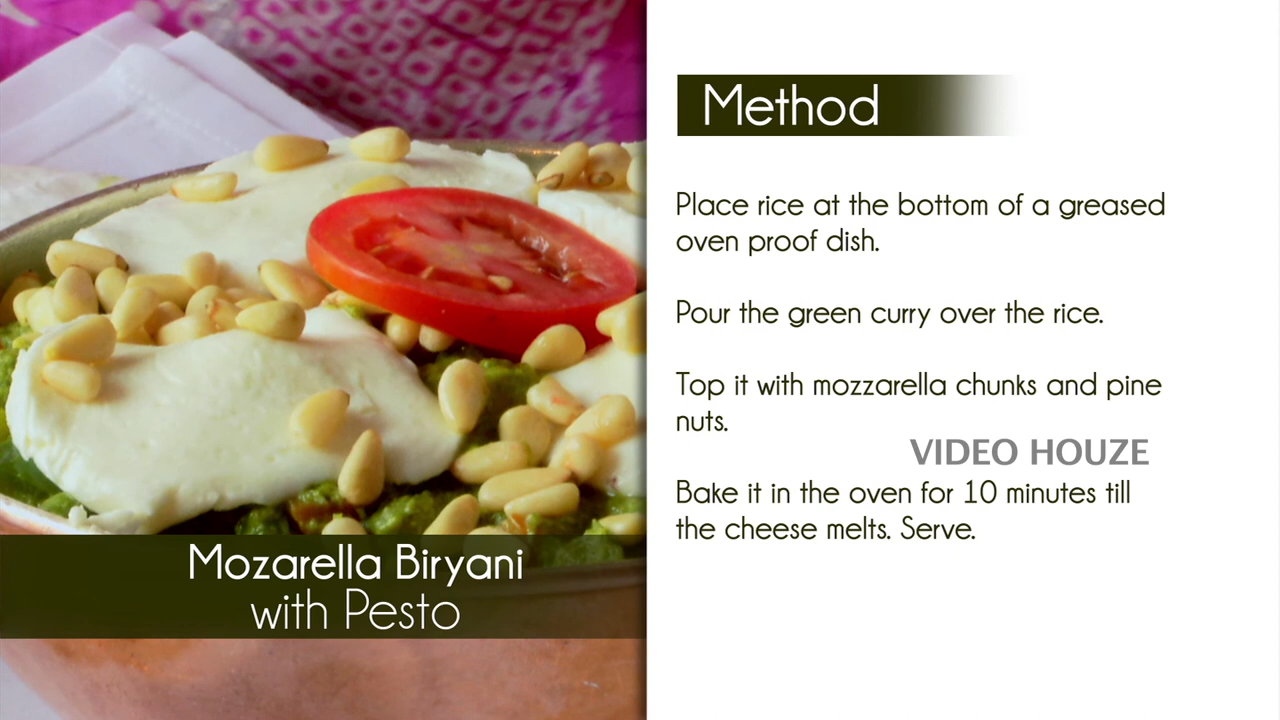 Method
Place rice at the bottom of a greased
oven proof dish.
Pour the green curry over the rice.
Top it with mozzarella chunks and pine
nuts.
VIDEO HOUZE
Bake it in the oven for 10 minutes till
the cheese melts. Serve.
Mozarella Biryani
with Pesto